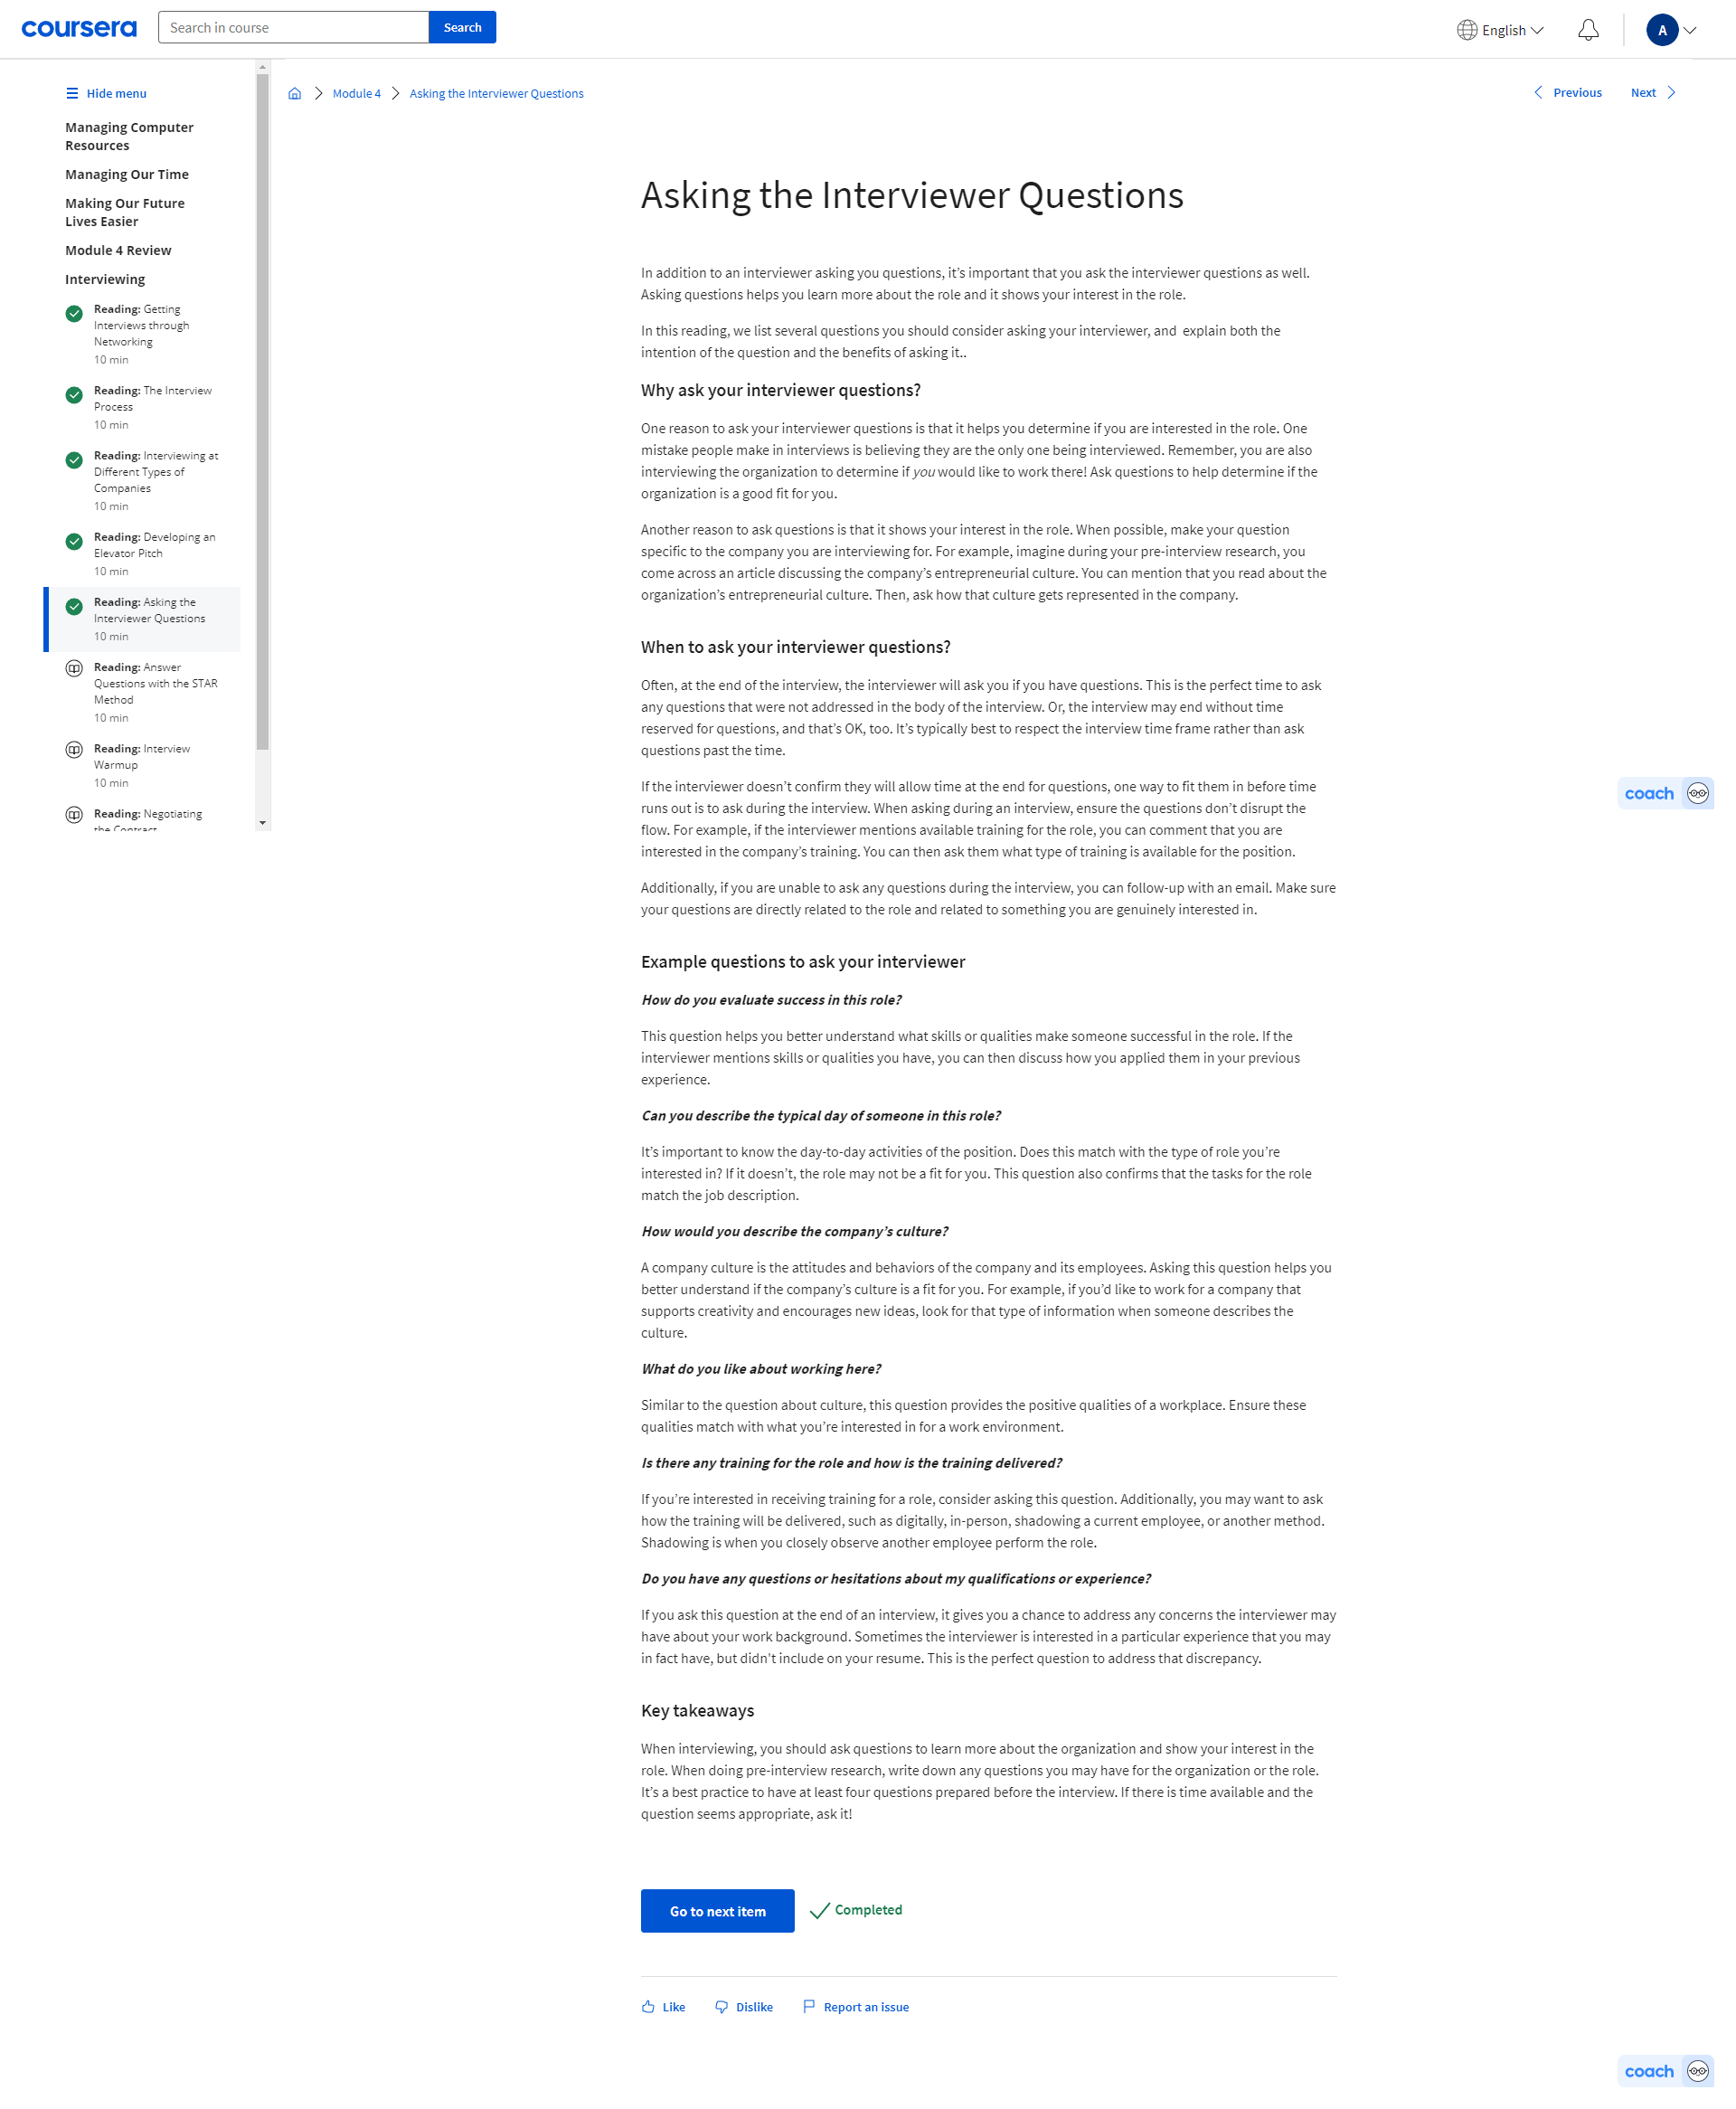 coursera
Search in course
Search
English
A
Hide menu
Managing Computer
Resources
Managing Our Time
Making Our Future
Lives Easier
Module 4 Review
Interviewing
Reading: Getting
Interviews through
Networking
10 min
Reading: The Interview
Process
10 min
Reading: Interviewing at
Different Types of
Companies
10 min
Reading: Developing an
Elevator Pitch
10 min
Reading: Asking the
Interviewer Questions
10 min
Reading: Answer
Questions with the STAR
Method
10 min
Reading: Interview
Warmup
10 min
Reading: Negotiating
the Contract
Module 4
Asking the Interviewer Questions
Previous
Next
Asking the Interviewer Questions
In addition to an interviewer asking you questions, it’s important that you ask the interviewer questions as well.
Asking questions helps you learn more about the role and it shows your interest in the role.
In this reading, we list several questions you should consider asking your interviewer, and  explain both the
intention of the question and the benefits of asking it..
Why ask your interviewer questions?
One reason to ask your interviewer questions is that it helps you determine if you are interested in the role. One
mistake people make in interviews is believing they are the only one being interviewed. Remember, you are also
interviewing the organization to determine if you would like to work there! Ask questions to help determine if the
organization is a good fit for you.
Another reason to ask questions is that it shows your interest in the role. When possible, make your question
specific to the company you are interviewing for. For example, imagine during your pre-interview research, you
come across an article discussing the company’s entrepreneurial culture. You can mention that you read about the
organization’s entrepreneurial culture. Then, ask how that culture gets represented in the company.
When to ask your interviewer questions?
Often, at the end of the interview, the interviewer will ask you if you have questions. This is the perfect time to ask
any questions that were not addressed in the body of the interview. Or, the interview may end without time
reserved for questions, and that’s OK, too. It’s typically best to respect the interview time frame rather than ask
questions past the time.
If the interviewer doesn’t confirm they will allow time at the end for questions, one way to fit them in before time
runs out is to ask during the interview. When asking during an interview, ensure the questions don’t disrupt the
flow. For example, if the interviewer mentions available training for the role, you can comment that you are
interested in the company’s training. You can then ask them what type of training is available for the position.
Additionally, if you are unable to ask any questions during the interview, you can follow-up with an email. Make sure
your questions are directly related to the role and related to something you are genuinely interested in.
Example questions to ask your interviewer
How do you evaluate success in this role?
This question helps you better understand what skills or qualities make someone successful in the role. If the
interviewer mentions skills or qualities you have, you can then discuss how you applied them in your previous
experience.
Can you describe the typical day of someone in this role?
It’s important to know the day-to-day activities of the position. Does this match with the type of role you’re
interested in? If it doesn’t, the role may not be a fit for you. This question also confirms that the tasks for the role
match the job description.
How would you describe the company’s culture?
A company culture is the attitudes and behaviors of the company and its employees. Asking this question helps you
better understand if the company’s culture is a fit for you. For example, if you’d like to work for a company that
supports creativity and encourages new ideas, look for that type of information when someone describes the
culture.
What do you like about working here?
Similar to the question about culture, this question provides the positive qualities of a workplace. Ensure these
qualities match with what you’re interested in for a work environment.
Is there any training for the role and how is the training delivered?
If you’re interested in receiving training for a role, consider asking this question. Additionally, you may want to ask
how the training will be delivered, such as digitally, in-person, shadowing a current employee, or another method.
Shadowing is when you closely observe another employee perform the role.
Do you have any questions or hesitations about my qualifications or experience?
If you ask this question at the end of an interview, it gives you a chance to address any concerns the interviewer may
have about your work background. Sometimes the interviewer is interested in a particular experience that you may
in fact have, but didn't include on your resume. This is the perfect question to address that discrepancy.
Key takeaways
When interviewing, you should ask questions to learn more about the organization and show your interest in the
role. When doing pre-interview research, write down any questions you may have for the organization or the role.
It’s a best practice to have at least four questions prepared before the interview. If there is time available and the
question seems appropriate, ask it!
Go to next item
Completed
Like
Dislike
Report an issue
coach
coach